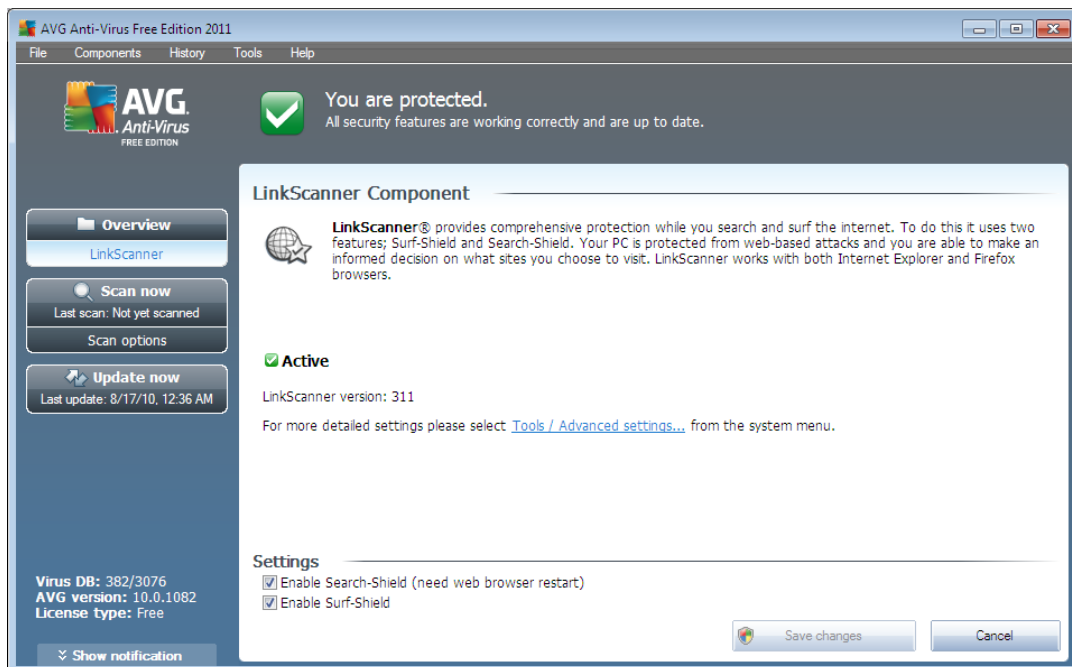 AVG Anti-Virus Free Edition 2011
File Components History Tools Help
AVG.
Anti-Virus
FREE EDITION
You are protected.
All security features are working correctly and are up to date.
Overview
LinkScanner
Scan now
Last scan: Not yet scanned
Scan options
Update now
Last update: 8/17/10, 12:36 AM
Virus DB: 382/3076
AVG version: 10.0.1082
License type: Free
Show notification
LinkScanner Component
LinkScanner® provides comprehensive protection while you search and surf the internet. To do this it uses two
features; Surf-Shield and Search-Shield. Your PC is protected from web-based attacks and you are able to make an
informed decision on what sites you choose to visit. LinkScanner works with both Internet Explorer and Firefox
browsers.
Active
LinkScanner version: 311
For more detailed settings please select Tools / Advanced settings... from the system menu.
Settings
Enable Search-Shield (need web browser restart)
Enable Surf-Shield
Save changes
Cancel